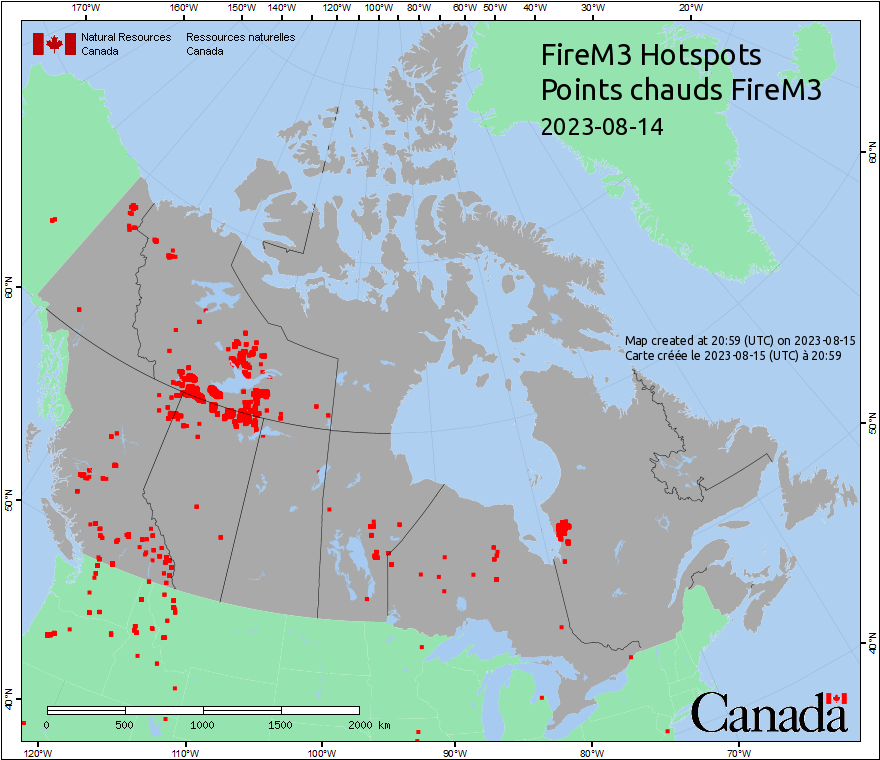 170°W 160°W 150°W 140°W 120°W 100°W 80°W 60°W 50°W 40°W 30°W 20°W
Natural Resources Ressources naturelles
Canada Canada
FireM3 Hotspots
Points chauds FireM3
2023-08-14
60°N
60°N
Map created at 20:59 (UTC) on 2023-08-15
Carte créée le 2023-08-15 (UTC) à 20:59
50°N
50°N
40°N
40°N
0 500 1000 1500 2000 km
Canada
120°W 110°W 100°W 90°W 80°W 70°W